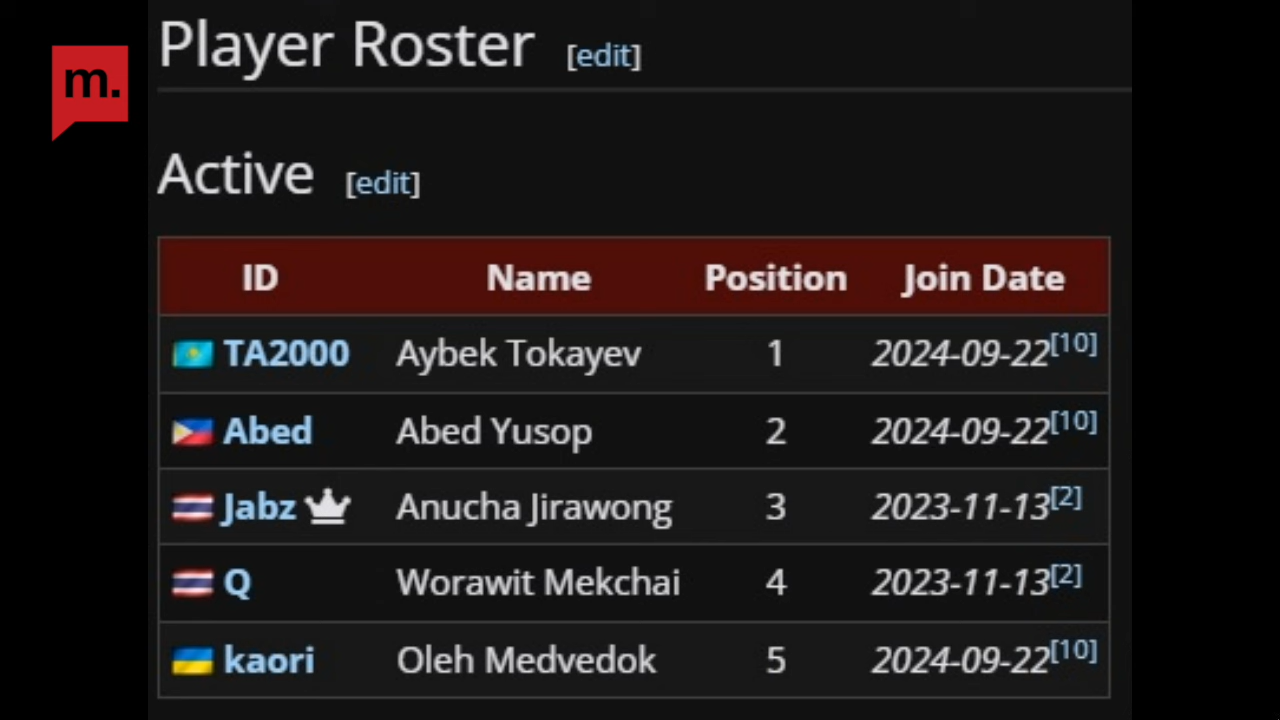 m.
Player Roster [edit]
Active [edit]
ID Name Position Join Date
TA2000 Aybek Tokayev 1 2024-09-22[10]
Abed Abed Yusop 2 2024-09-22[10]
Jabz Anucha Jirawong 3 2023-11-13[2]
Q Worawit Mekchai 4 2023-11-13[2]
kaori Oleh Medvedok 5 2024-09-22[10]